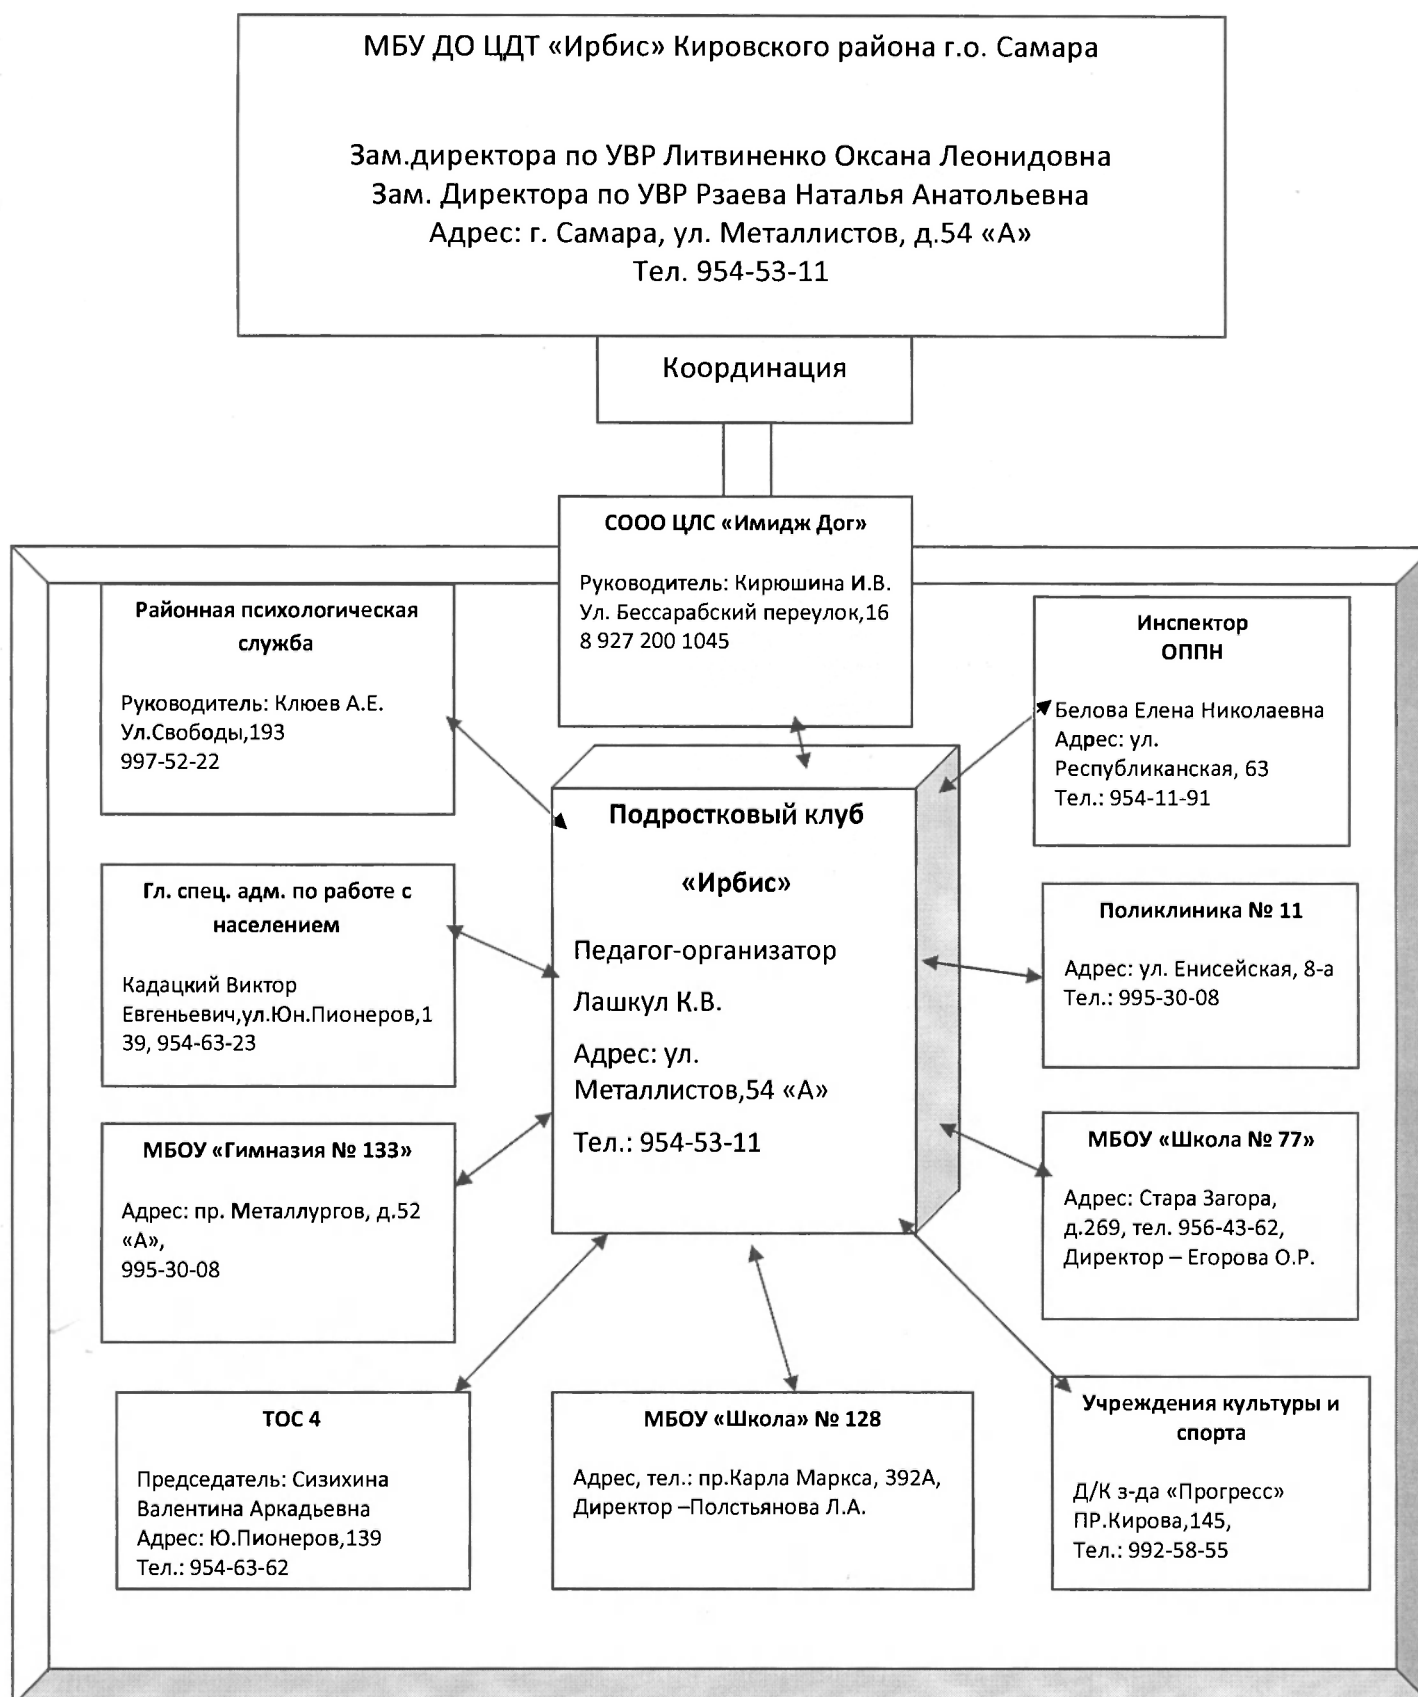 МБУ ДО ЦДТ «Ирбис» Кировского района г.о. Самара
Зам.директора по УВР Литвиненко Оксана Леонидовна
Зам. Директора по УВР Рзаева Наталья Анатольевна
Адрес: г. Самара, ул. Металлистов, д.54 «А»
Тел. 954-53-11
Координация
СООО ЦЛС «Имидж Дог»
Руководитель: Кирюшина И.В.
Ул. Бессарабский переулок,16
8 927 200 1045
Районная психологическая
служба
Руководитель: Клюев А.Е.
Ул.Свободы,193
997-52-22
Инспектор
ОППН
Белова Елена Николаевна
Адрес: ул.
Республиканская, 63
Тел.: 954-11-91
Подростковый клуб
«Ирбис»
Педагог-организатор
Лашкул К.В.
Адрес: ул.
Металлистов,54 «А»
Тел.: 954-53-11
Гл. спец. адм. по работе с
населением
Кадацкий Виктор
Евгеньевич,ул.Юн.Пионеров,1
39, 954-63-23
Поликлиника № 11
Адрес: ул. Енисейская, 8-а
Тел.: 995-30-08
МБОУ «Гимназия № 133»
Адрес: пр. Металлургов, д.52
«А»,
995-30-08
МБОУ «Школа № 77»
Адрес: Стара Загора,
д.269, тел. 956-43-62,
Директор – Егорова О.Р.
ТОС 4
Председатель: Сизихина
Валентина Аркадьевна
Адрес: Ю.Пионеров,139
Тел.: 954-63-62
МБОУ «Школа» № 128
Адрес, тел.: пр.Карла Маркса, 392А,
Директор –Полстьянова Л.А.
Учреждения культуры и
спорта
Д/К з-да «Прогресс»
ПР.Кирова,145,
Тел.: 992-58-55